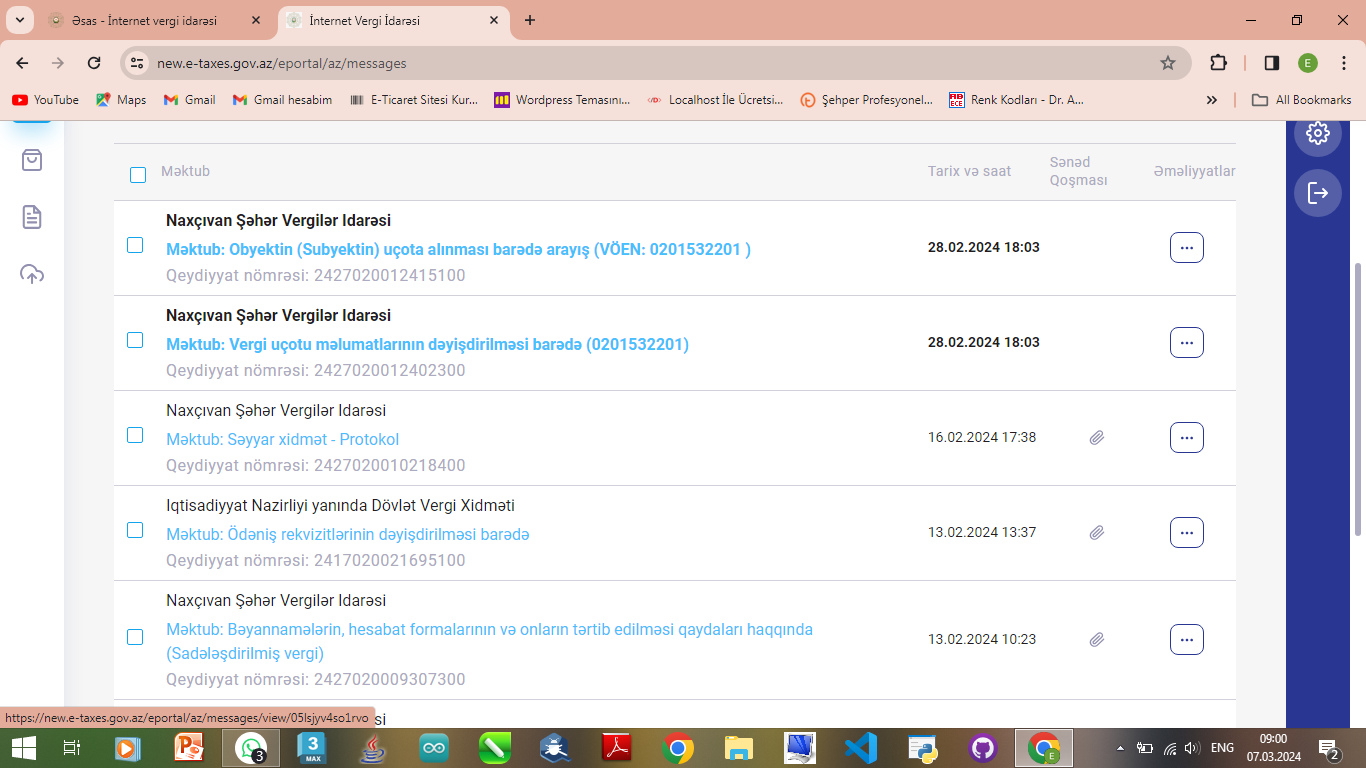 Əsas - İnternet vergi idarəsi
İnternet Vergi İdarəsi
new.e-taxes.gov.az/eportal/az/messages
E
YouTube
Maps
Gmail
Gmail hesabim
E-Ticaret Sitesi Kur...
Wordpress Temasını...
Localhost İle Ücretsi...
Şehper Profesyonel...
Renk Kodları - Dr. A...
All Bookmarks
Məktub
Tarix və saat
Sənəd
Qoşması
Əməliyyatlar
Naxçıvan Şəhər Vergilər Idarəsi
Məktub: Obyektin (Subyektin) uçota alınması barədə arayış (VÖEN: 0201532201 )
28.02.2024 18:03
Qeydiyyat nömrəsi: 2427020012415100
Naxçıvan Şəhər Vergilər Idarəsi
Məktub: Vergi uçotu məlumatlarının dəyişdirilməsi barədə (0201532201)
28.02.2024 18:03
Qeydiyyat nömrəsi: 2427020012402300
Naxçıvan Şəhər Vergilər Idarəsi
Məktub: Səyyar xidmət - Protokol
16.02.2024 17:38
Qeydiyyat nömrəsi: 2427020010218400
Iqtisadiyyat Nazirliyi yanında Dövlət Vergi Xidməti
Məktub: Ödəniş rekvizitlərinin dəyişdirilməsi barədə
13.02.2024 13:37
Qeydiyyat nömrəsi: 2417020021695100
Naxçıvan Şəhər Vergilər Idarəsi
Məktub: Bəyannamələrin, hesabat formalarının və onların tərtib edilməsi qaydaları haqqında
(Sadələşdirilmiş vergi)
13.02.2024 10:23
Qeydiyyat nömrəsi: 2427020009307300
https://new.e-taxes.gov.az/eportal/az/messages/view/05lsjyv4so1rvo
si
3
3
MAX
E
ENG
09:00
07.03.2024
2